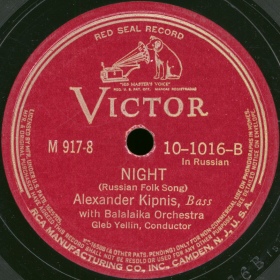 RED SEAL RECORD
"HIS MASTER'S VOICE"
VICTOR
M 917-8
10-1016-B
In Russian
NIGHT
(Russian Folk Song)
Alexander Kipnis, Bass
with Balalaika Orchestra
Gleb Yellin, Conductor
RCA MANUFACTURING CO., INC., CAMDEN, N. J., U. S. A.